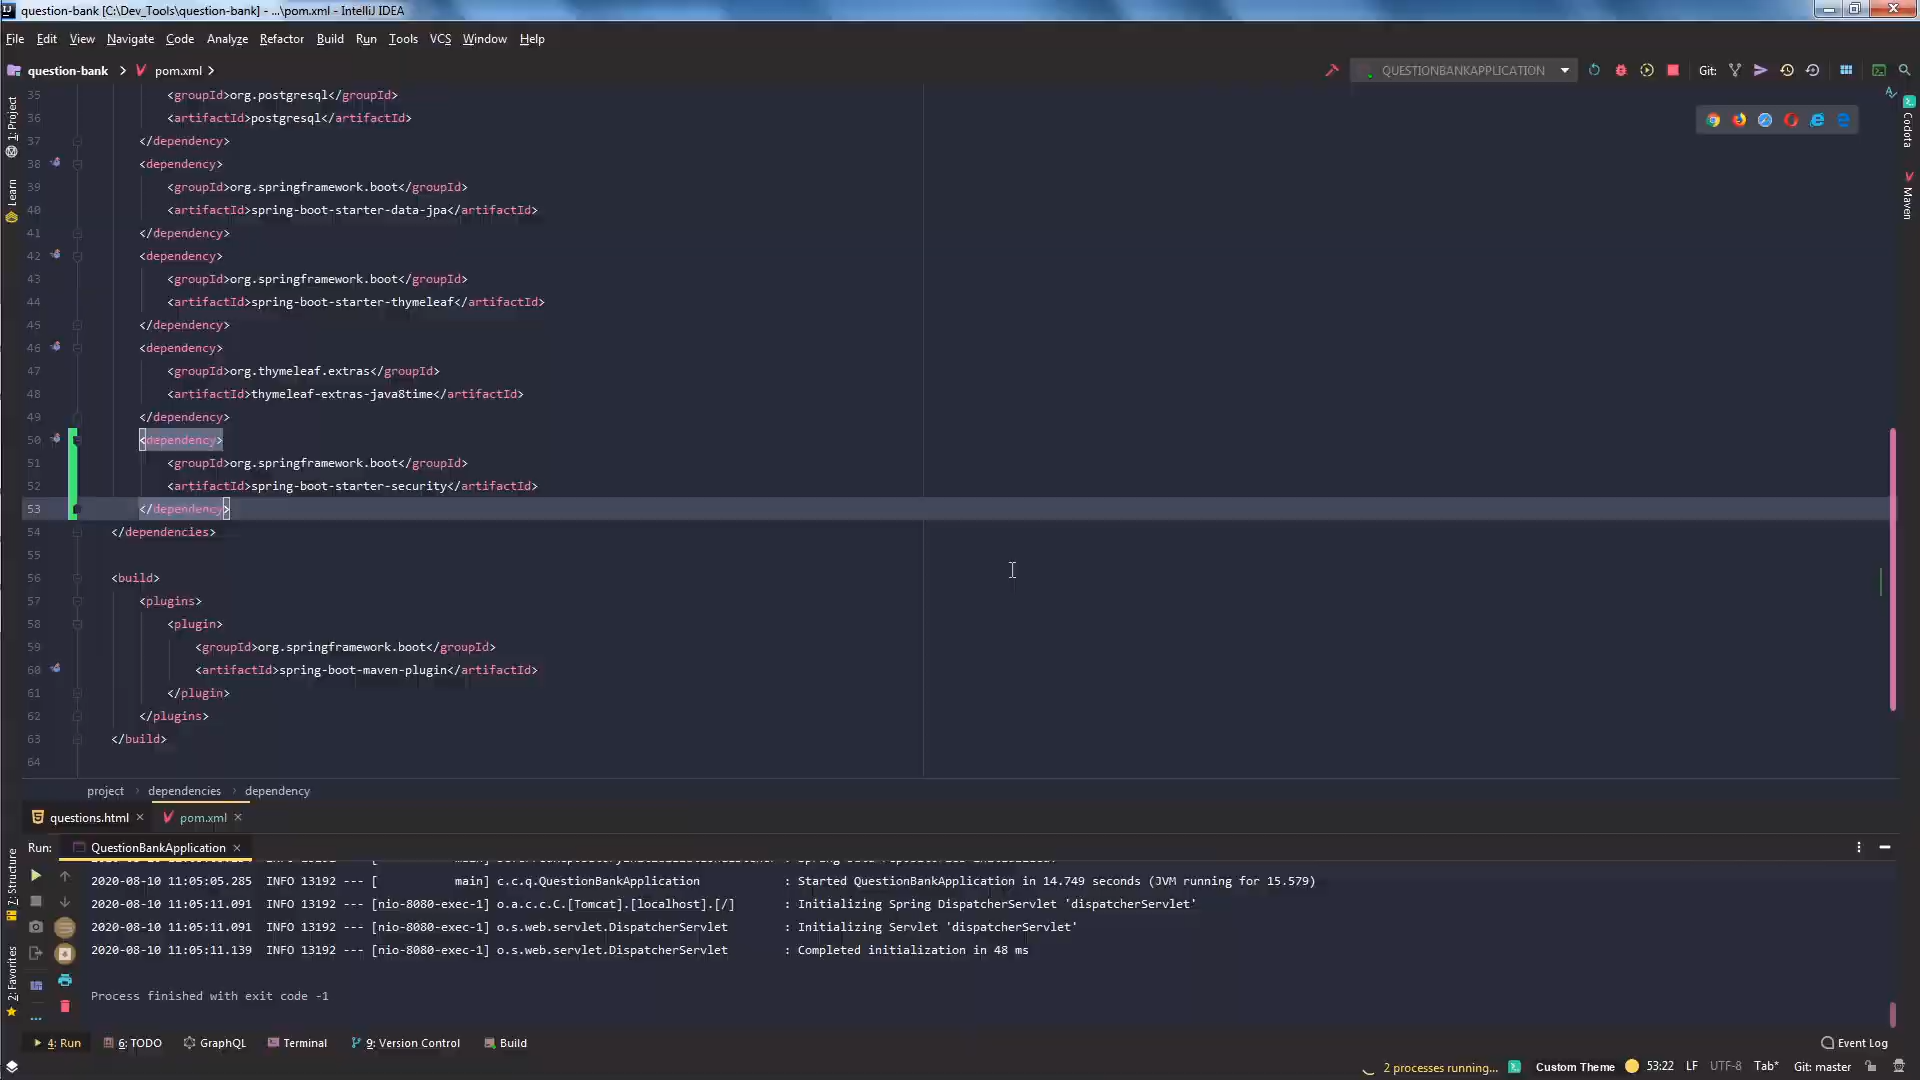 question-bank [C:\Dev_Tools\question-bank] - ...\pom.xml - IntelliJ IDEA
File Edit View Navigate Code Analyze Refactor Build Run Tools VCS Window Help
question-bank pom.xml QUESTIONBANKAPPLICATION Git:
35 <groupId>org.postgresql</groupId>
36 <artifactId>postgresql</artifactId>
37 </dependency>
38 <dependency>
39 <groupId>org.springframework.boot</groupId>
40 <artifactId>spring-boot-starter-data-jpa</artifactId>
41 </dependency>
42 <dependency>
43 <groupId>org.springframework.boot</groupId>
44 <artifactId>spring-boot-starter-thymeleaf</artifactId>
45 </dependency>
46 <dependency>
47 <groupId>org.thymeleaf.extras</groupId>
48 <artifactId>thymeleaf-extras-java8time</artifactId>
49 </dependency>
50 <dependency>
51 <groupId>org.springframework.boot</groupId>
52 <artifactId>spring-boot-starter-security</artifactId>
53 </dependency>
54 </dependencies>
55
56 <build>
57 <plugins>
58 <plugin>
59 <groupId>org.springframework.boot</groupId>
60 <artifactId>spring-boot-maven-plugin</artifactId>
61 </plugin>
62 </plugins>
63 </build>
64
1: Project
Learn
7: Structure
2: Favorites
Codota
Maven
project dependencies dependency
questions.html pom.xml
Run: QuestionBankApplication
2020-08-10 11:05:05.285 INFO 13192 --- [ main] c.c.q.QuestionBankApplication : Started QuestionBankApplication in 14.749 seconds (JVM running for 15.579)
2020-08-10 11:05:11.091 INFO 13192 --- [nio-8080-exec-1] o.a.c.c.C.[Tomcat].[localhost].[/] : Initializing Spring DispatcherServlet 'dispatcherServlet'
2020-08-10 11:05:11.091 INFO 13192 --- [nio-8080-exec-1] o.s.web.servlet.DispatcherServlet : Initializing Servlet 'dispatcherServlet'
2020-08-10 11:05:11.139 INFO 13192 --- [nio-8080-exec-1] o.s.web.servlet.DispatcherServlet : Completed initialization in 48 ms
Process finished with exit code -1
4: Run 6: TODO GraphQL Terminal 9: Version Control Build Event Log
2 processes running... Custom Theme 53:22 LF UTF-8 Tab* Git: master